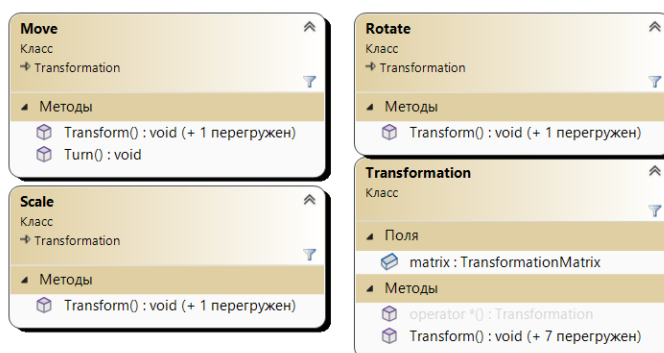 Move
Класс
Transformation
Методы
Transform() : void (+ 1 перегружен)
Turn() : void
Rotate
Класс
Transformation
Методы
Transform() : void (+ 1 перегружен)
Scale
Класс
Transformation
Методы
Transform() : void (+ 1 перегружен)
Transformation
Класс
Поля
matrix : TransformationMatrix
Методы
operator *() : Transformation
Transform() : void (+ 7 перегружен)